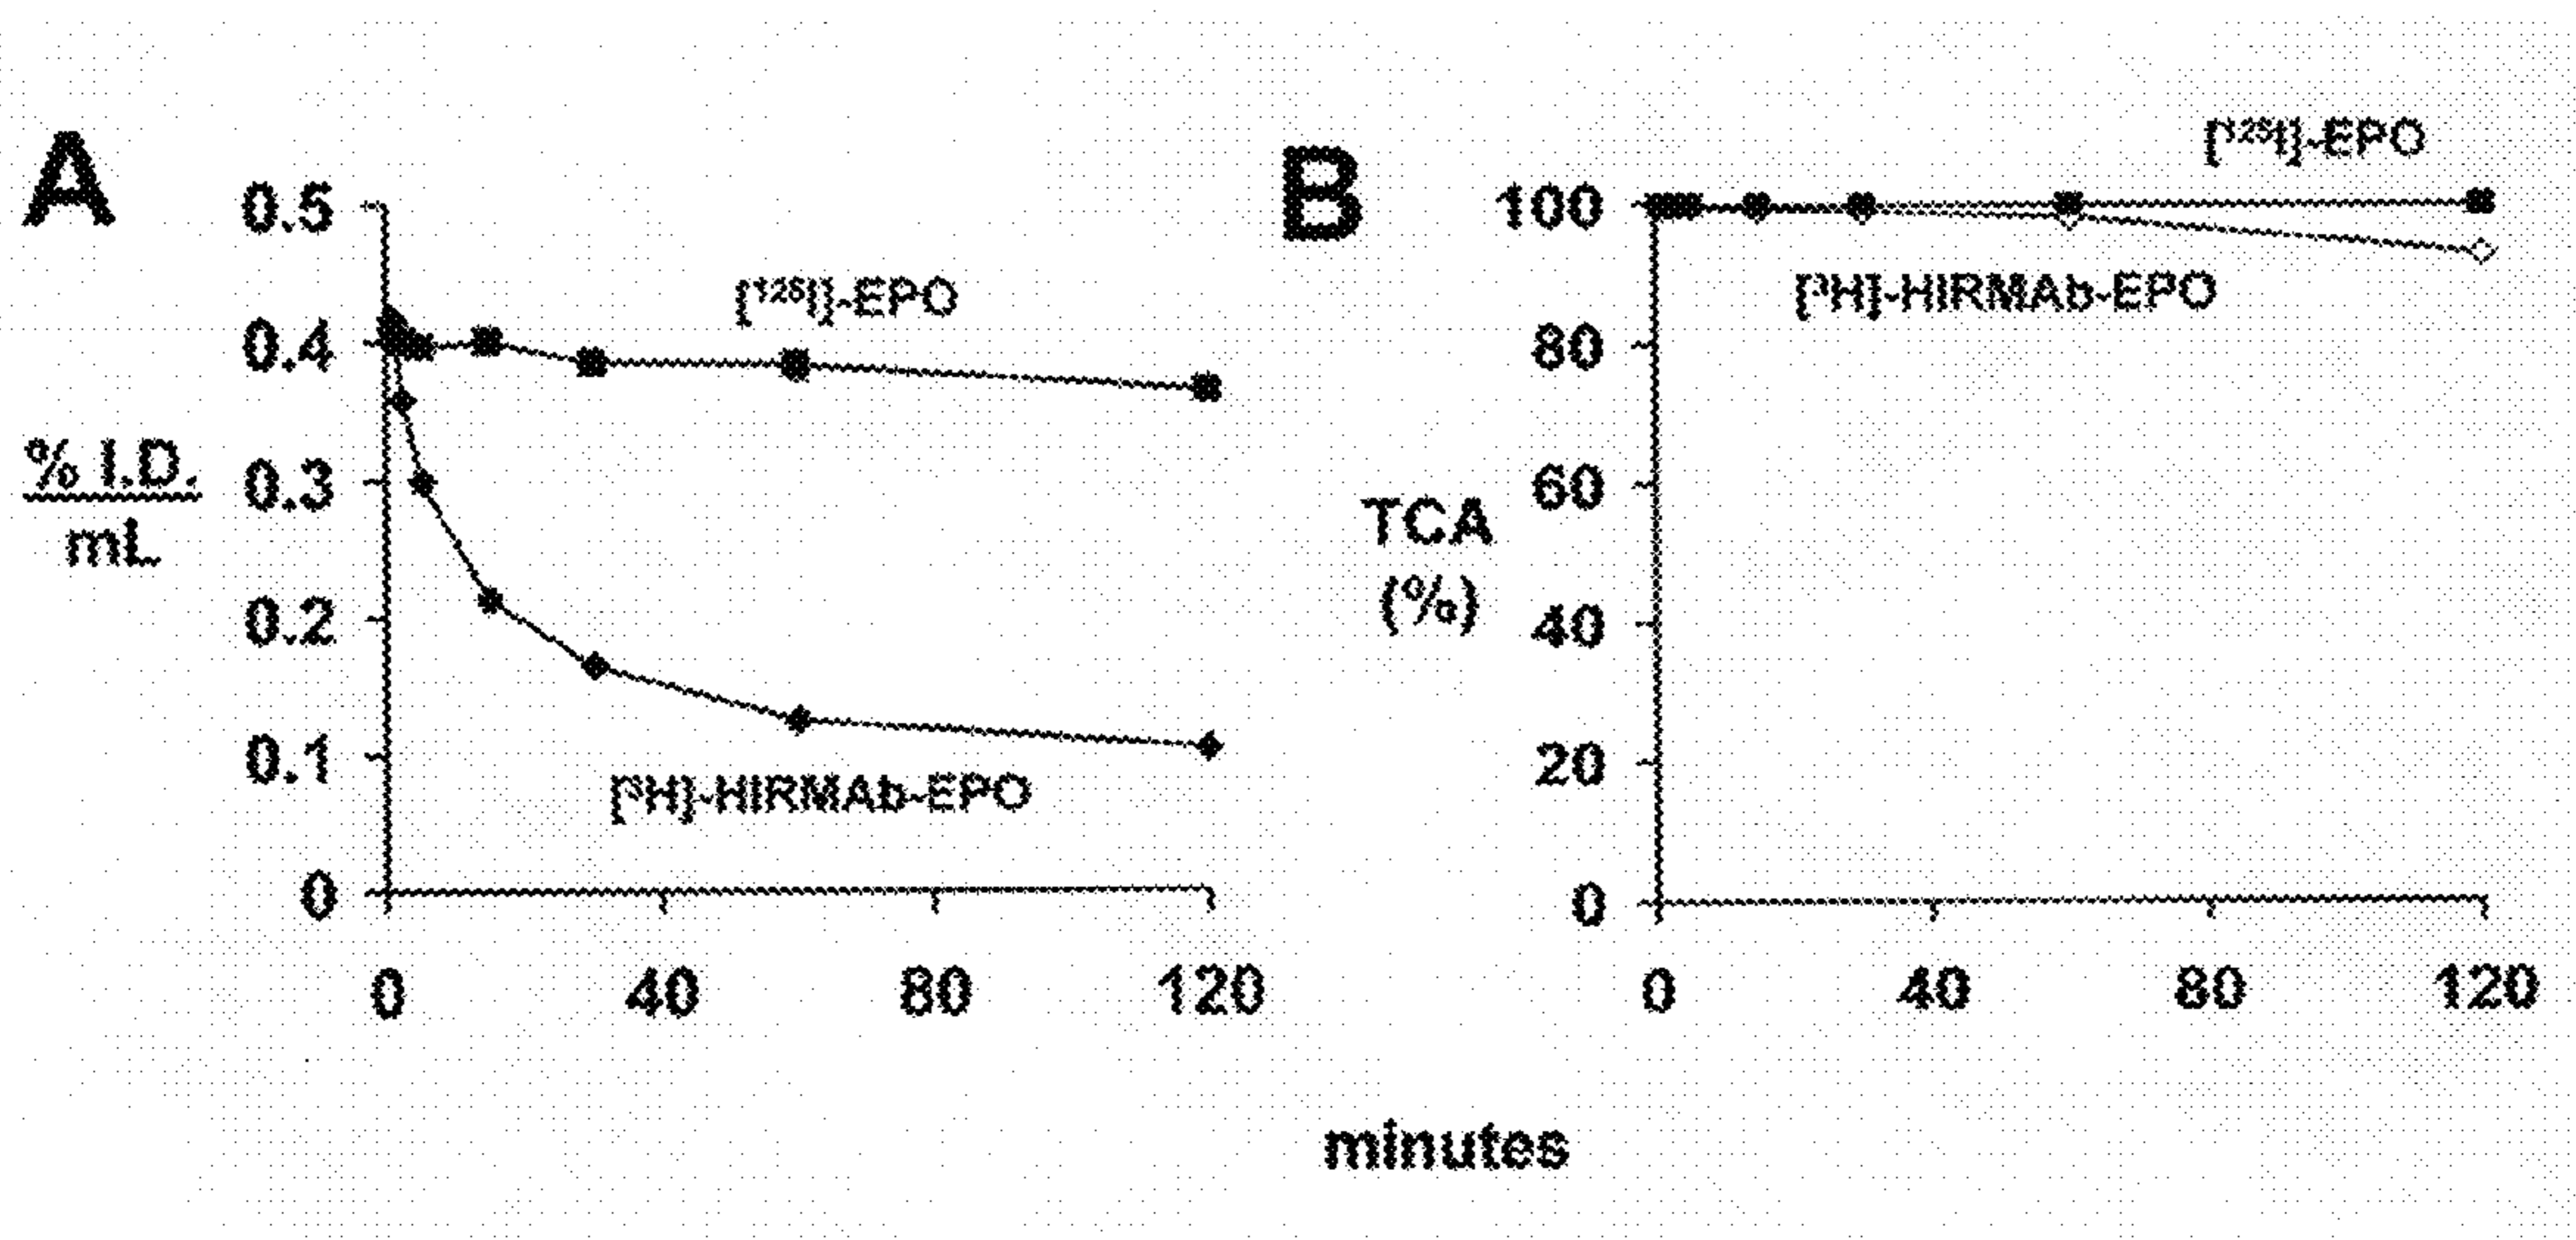 A
0.5
0.4
0.3
0.2
0.1
0
% I.D.
mL
[¹²⁵I]-EPO
[³H]-HIRMAb-EPO
0 40 80 120
B
100
80
60
40
20
0
TCA
(%)
[¹²⁵I]-EPO
[³H]-HIRMAb-EPO
0 40 80 120
minutes